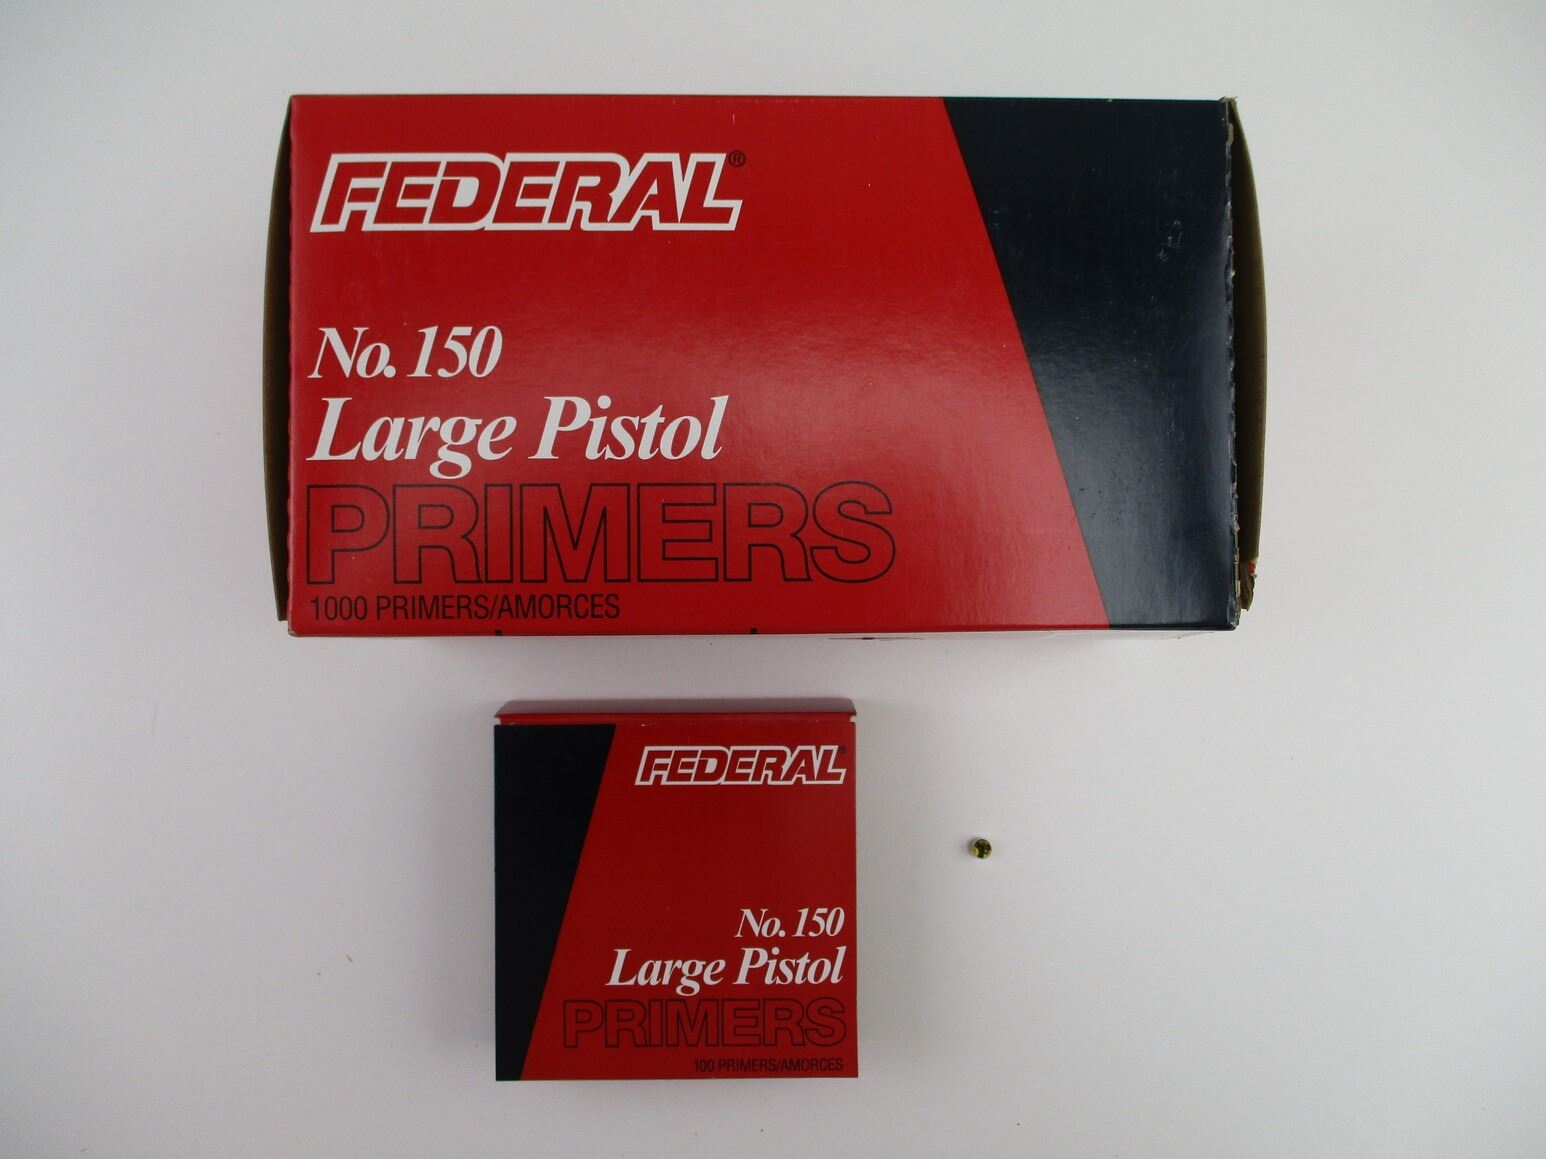 FEDERAL®
No. 150
Large Pistol
PRIMERS
1000 PRIMERS/AMORCES
FEDERAL®
No. 150
Large Pistol
PRIMERS
100 PRIMERS/AMORCES